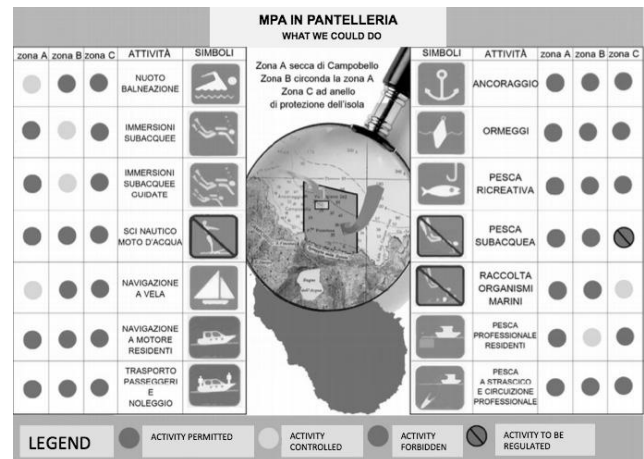 MPA IN PANTELLERIA
WHAT WE COULD DO
zona A zona B zona C ATTIVITÀ SIMBOLI
NUOTO
BALNEAZIONE
IMMERSIONI
SUBACQUEE
IMMERSIONI
SUBACQUEE
GUIDATE
SCI NAUTICO
MOTO D'ACQUA
NAVIGAZIONE
A VELA
NAVIGAZIONE
A MOTORE
RESIDENTI
TRASPORTO
PASSEGGERI
E
NOLEGGIO
Zona A secca di Campobello
Zona B circonda la zona A
Zona C ad anello
di protezione dell'isola
SIMBOLI ATTIVITÀ zona A zona B zona C
ANCORAGGIO
ORMEGGI
PESCA
RICREATIVA
PESCA
SUBACQUEA
RACCOLTA
ORGANISMI
MARINI
PESCA
PROFESSIONALE
RESIDENTI
PESCA
A STRASCICO
E CIRCUIZIONE
PROFESSIONALE
LEGEND
ACTIVITY PERMITTED
ACTIVITY
CONTROLLED
ACTIVITY
FORBIDDEN
ACTIVITY TO BE
REGULATED